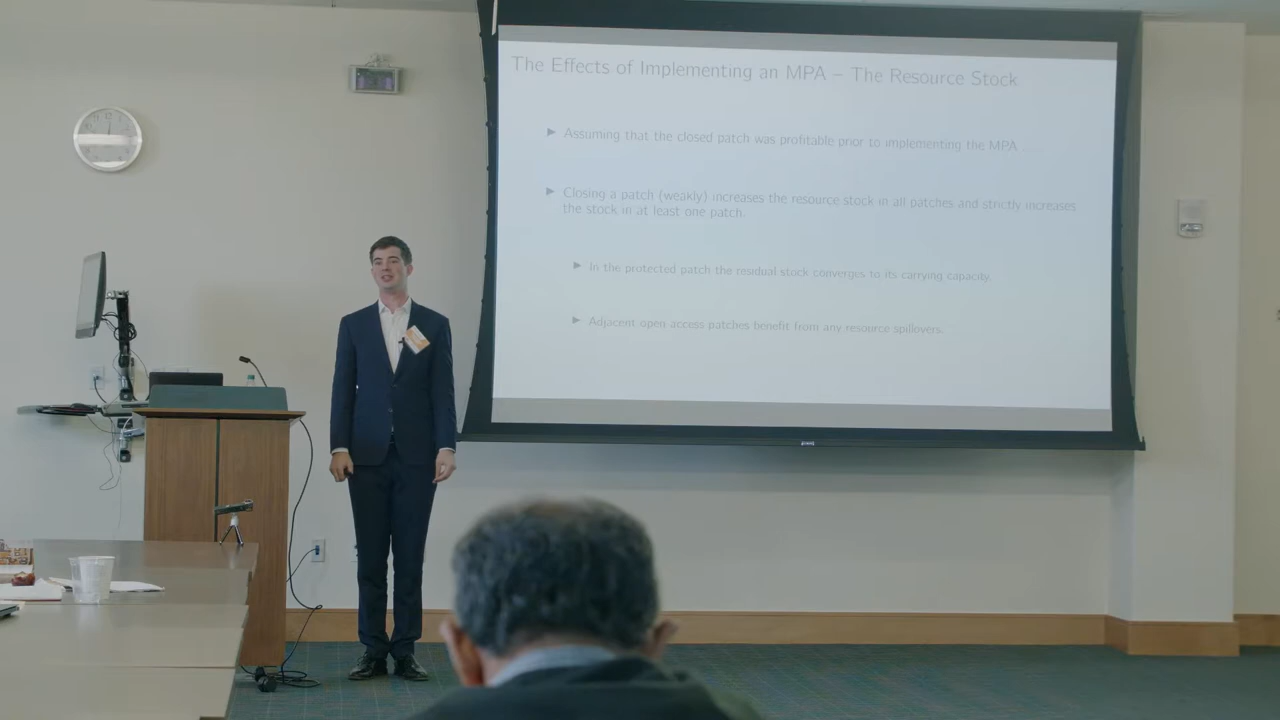 The Effects of Implementing an MPA – The Resource Stock
Assuming that the closed patch was profitable prior to implementing the MPA
Closing a patch (weakly) increases the resource stock in all patches and strictly increases
the stock in at least one patch
In the protected patch the residual stock converges to its carrying capacity.
Adjacent open-access patches benefit from any resource spillovers.